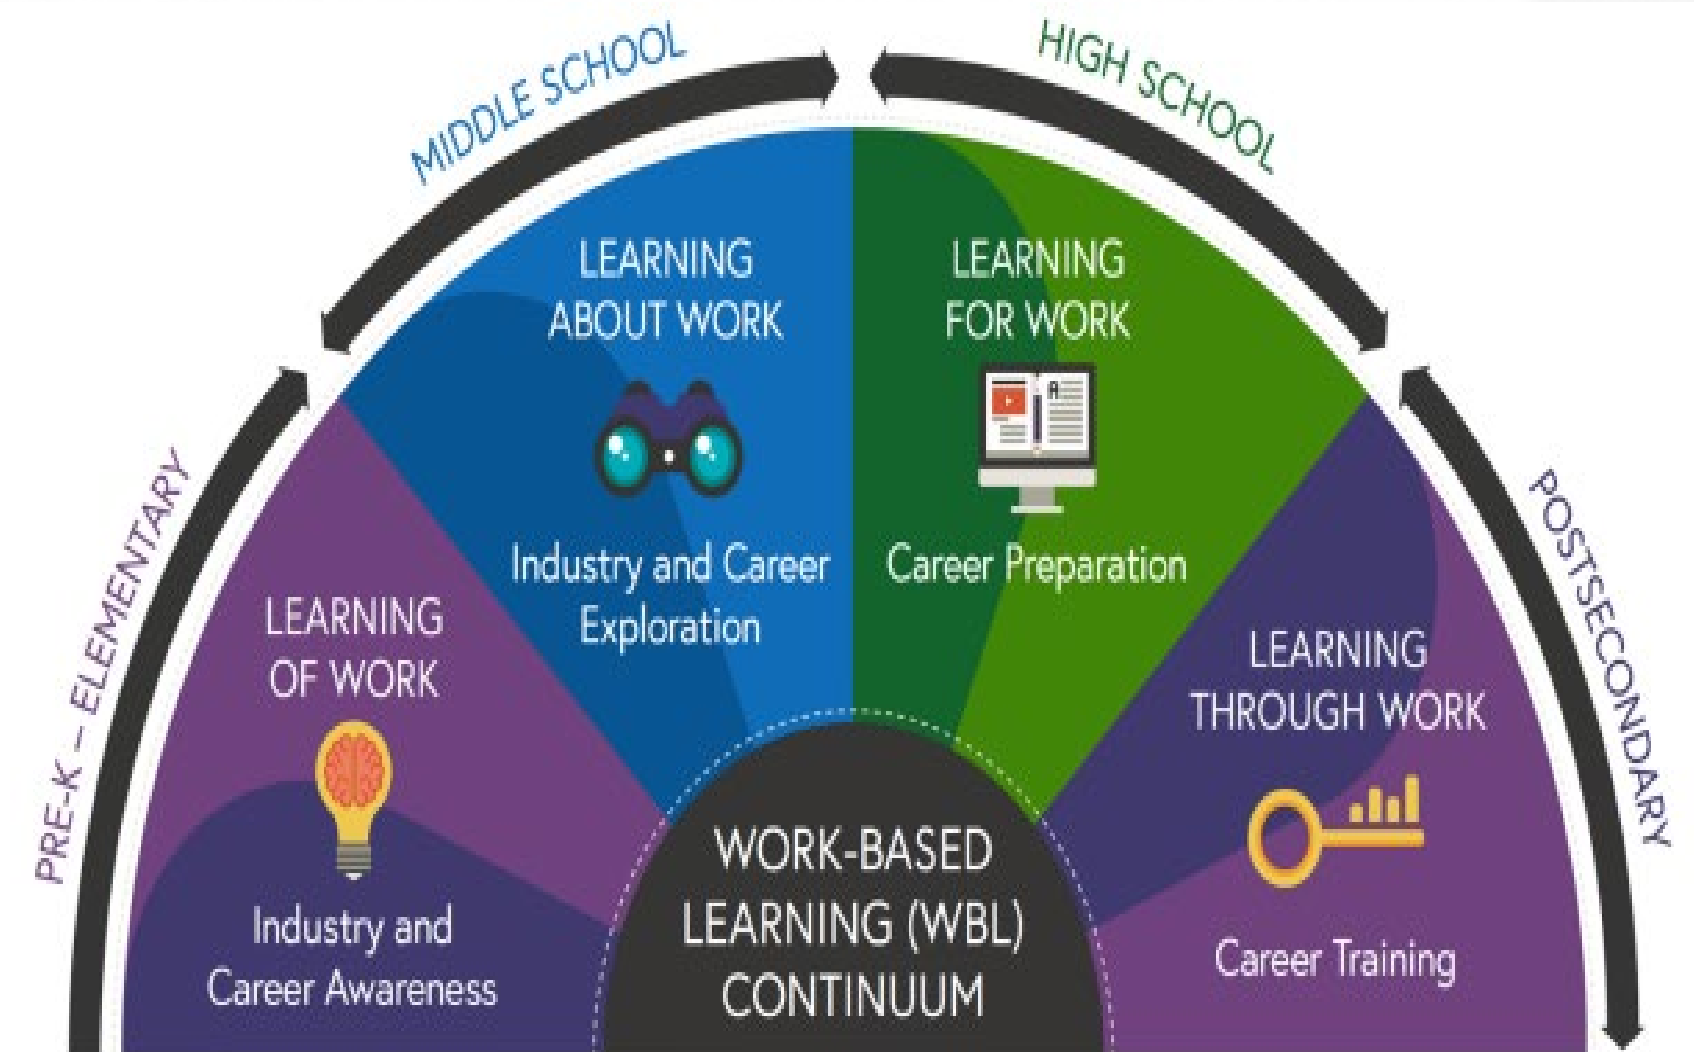 MIDDLE SCHOOL
HIGH SCHOOL
PRE-K – ELEMENTARY
POSTSECONDARY
LEARNING
ABOUT WORK
Industry and Career
Exploration
LEARNING
FOR WORK
A
Career Preparation
LEARNING
OF WORK
Industry and
Career Awareness
LEARNING
THROUGH WORK
Career Training
WORK-BASED
LEARNING (WBL)
CONTINUUM